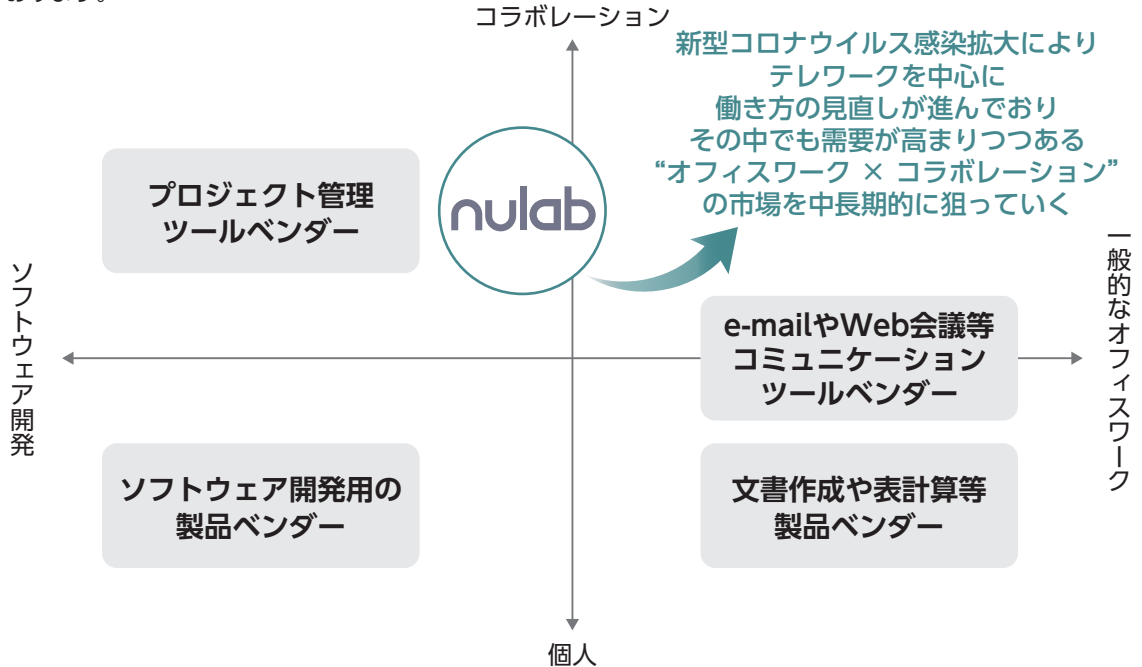 おります。
コラボレーション
新型コロナウイルス感染拡大により
テレワークを中心に
働き方の見直しが進んでおり
その中でも需要が高まりつつある
“オフィスワーク × コラボレーション”
の市場を中長期的に狙っていく
プロジェクト管理
ツールベンダー
nulab
ソフトウェア開発
一般的なオフィスワーク
e-mailやWeb会議等
コミュニケーション
ツールベンダー
ソフトウェア開発用の
製品ベンダー
文書作成や表計算等
製品ベンダー
個人